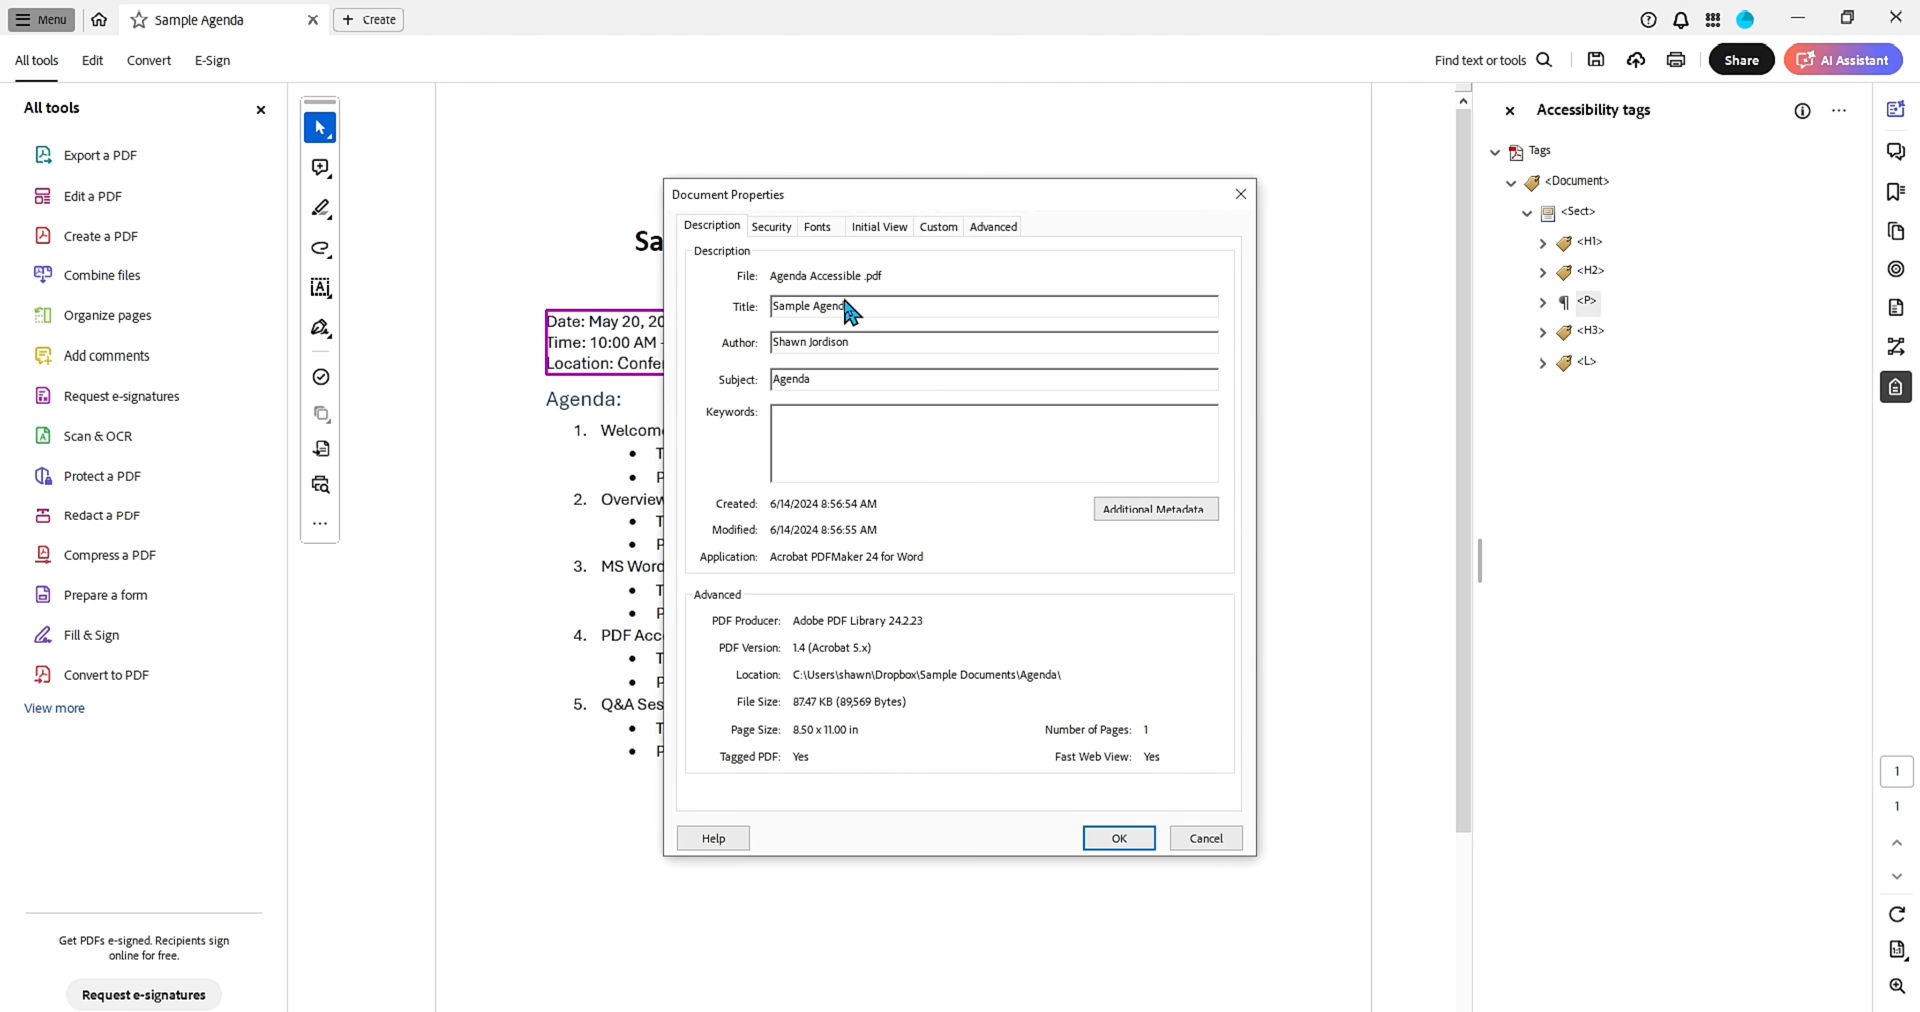 Menu
Sample Agenda
Create
All tools
Edit
Convert
E-Sign
Find text or tools
Share
AI Assistant
All tools
Export a PDF
Edit a PDF
Create a PDF
Combine files
Organize pages
Add comments
Request e-signatures
Scan & OCR
Protect a PDF
Redact a PDF
Compress a PDF
Prepare a form
Fill & Sign
Convert to PDF
View more
Get PDFs e-signed. Recipients sign
online for free.
Request e-signatures
Sa
Date: May 20, 20
Time: 10:00 AM -
Location: Confer
Agenda:
1. Welcome
• T
• P
2. Overview
• T
• P
3. MS Word
• T
• P
4. PDF Acc
• T
• P
5. Q&A Ses
• T
• P
Document Properties
Description Security Fonts Initial View Custom Advanced
Description
File: Agenda Accessible .pdf
Title: Sample Agenda
Author: Shawn Jordison
Subject: Agenda
Keywords:
Created: 6/14/2024 8:56:54 AM
Additional Metadata
Modified: 6/14/2024 8:56:55 AM
Application: Acrobat PDFMaker 24 for Word
Advanced
PDF Producer: Adobe PDF Library 24.2.23
PDF Version: 1.4 (Acrobat 5.x)
Location: C:\Users\shawn\Dropbox\Sample Documents\Agenda\
File Size: 87.47 KB (89,569 Bytes)
Page Size: 8.50 x 11.00 in
Number of Pages: 1
Tagged PDF: Yes
Fast Web View: Yes
Help
OK
Cancel
Accessibility tags
Tags
<Document>
<Sect>
<H1>
<H2>
<P>
<H3>
<L>
1
1